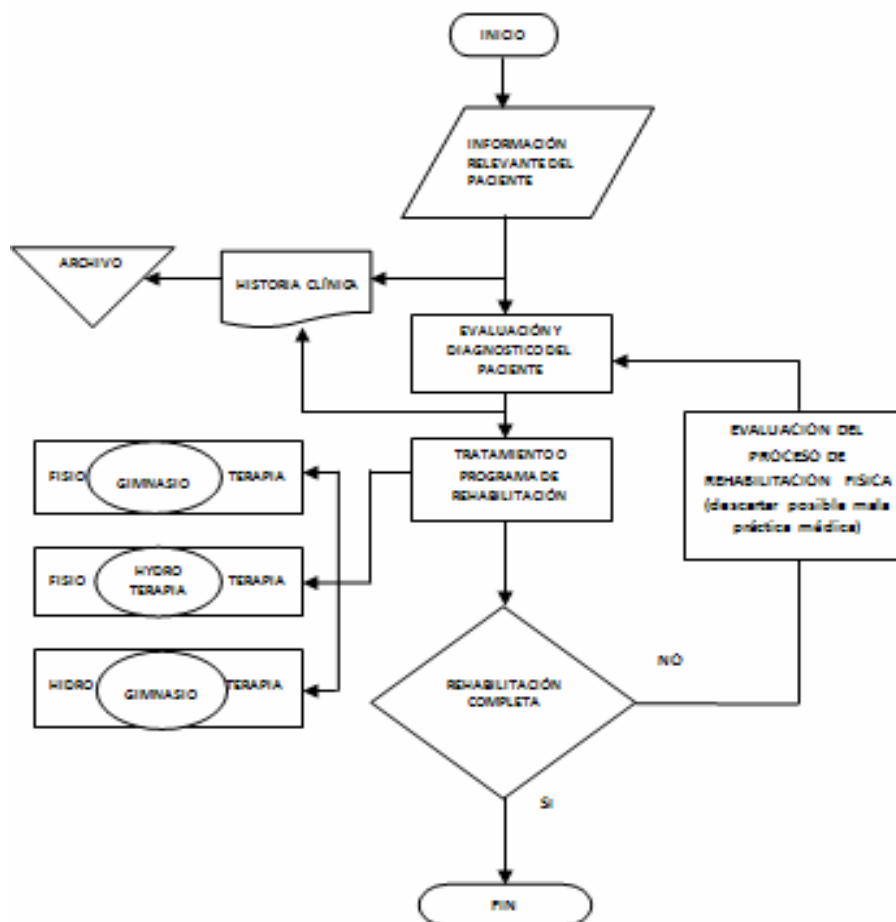 INICIO
INFORMACIÓN
RELEVANTE DEL
PACIENTE
ARCHIVO
HISTORIA CLÍNICA
EVALUACIÓN Y
DIAGNOSTICO DEL
PACIENTE
TRATAMIENTO O
PROGRAMA DE
REHABILITACIÓN
EVALUACIÓN DEL
PROCESO DE
REHABILITACIÓN FISICA
(descartar posible mala
práctica médica)
FISIO GIMNASIO TERAPIA
FISIO HYDRO TERAPIA
TERAPIA
HIDRO GIMNASIO TERAPIA
REHABILITACIÓN
COMPLETA
NO
SI
FIN